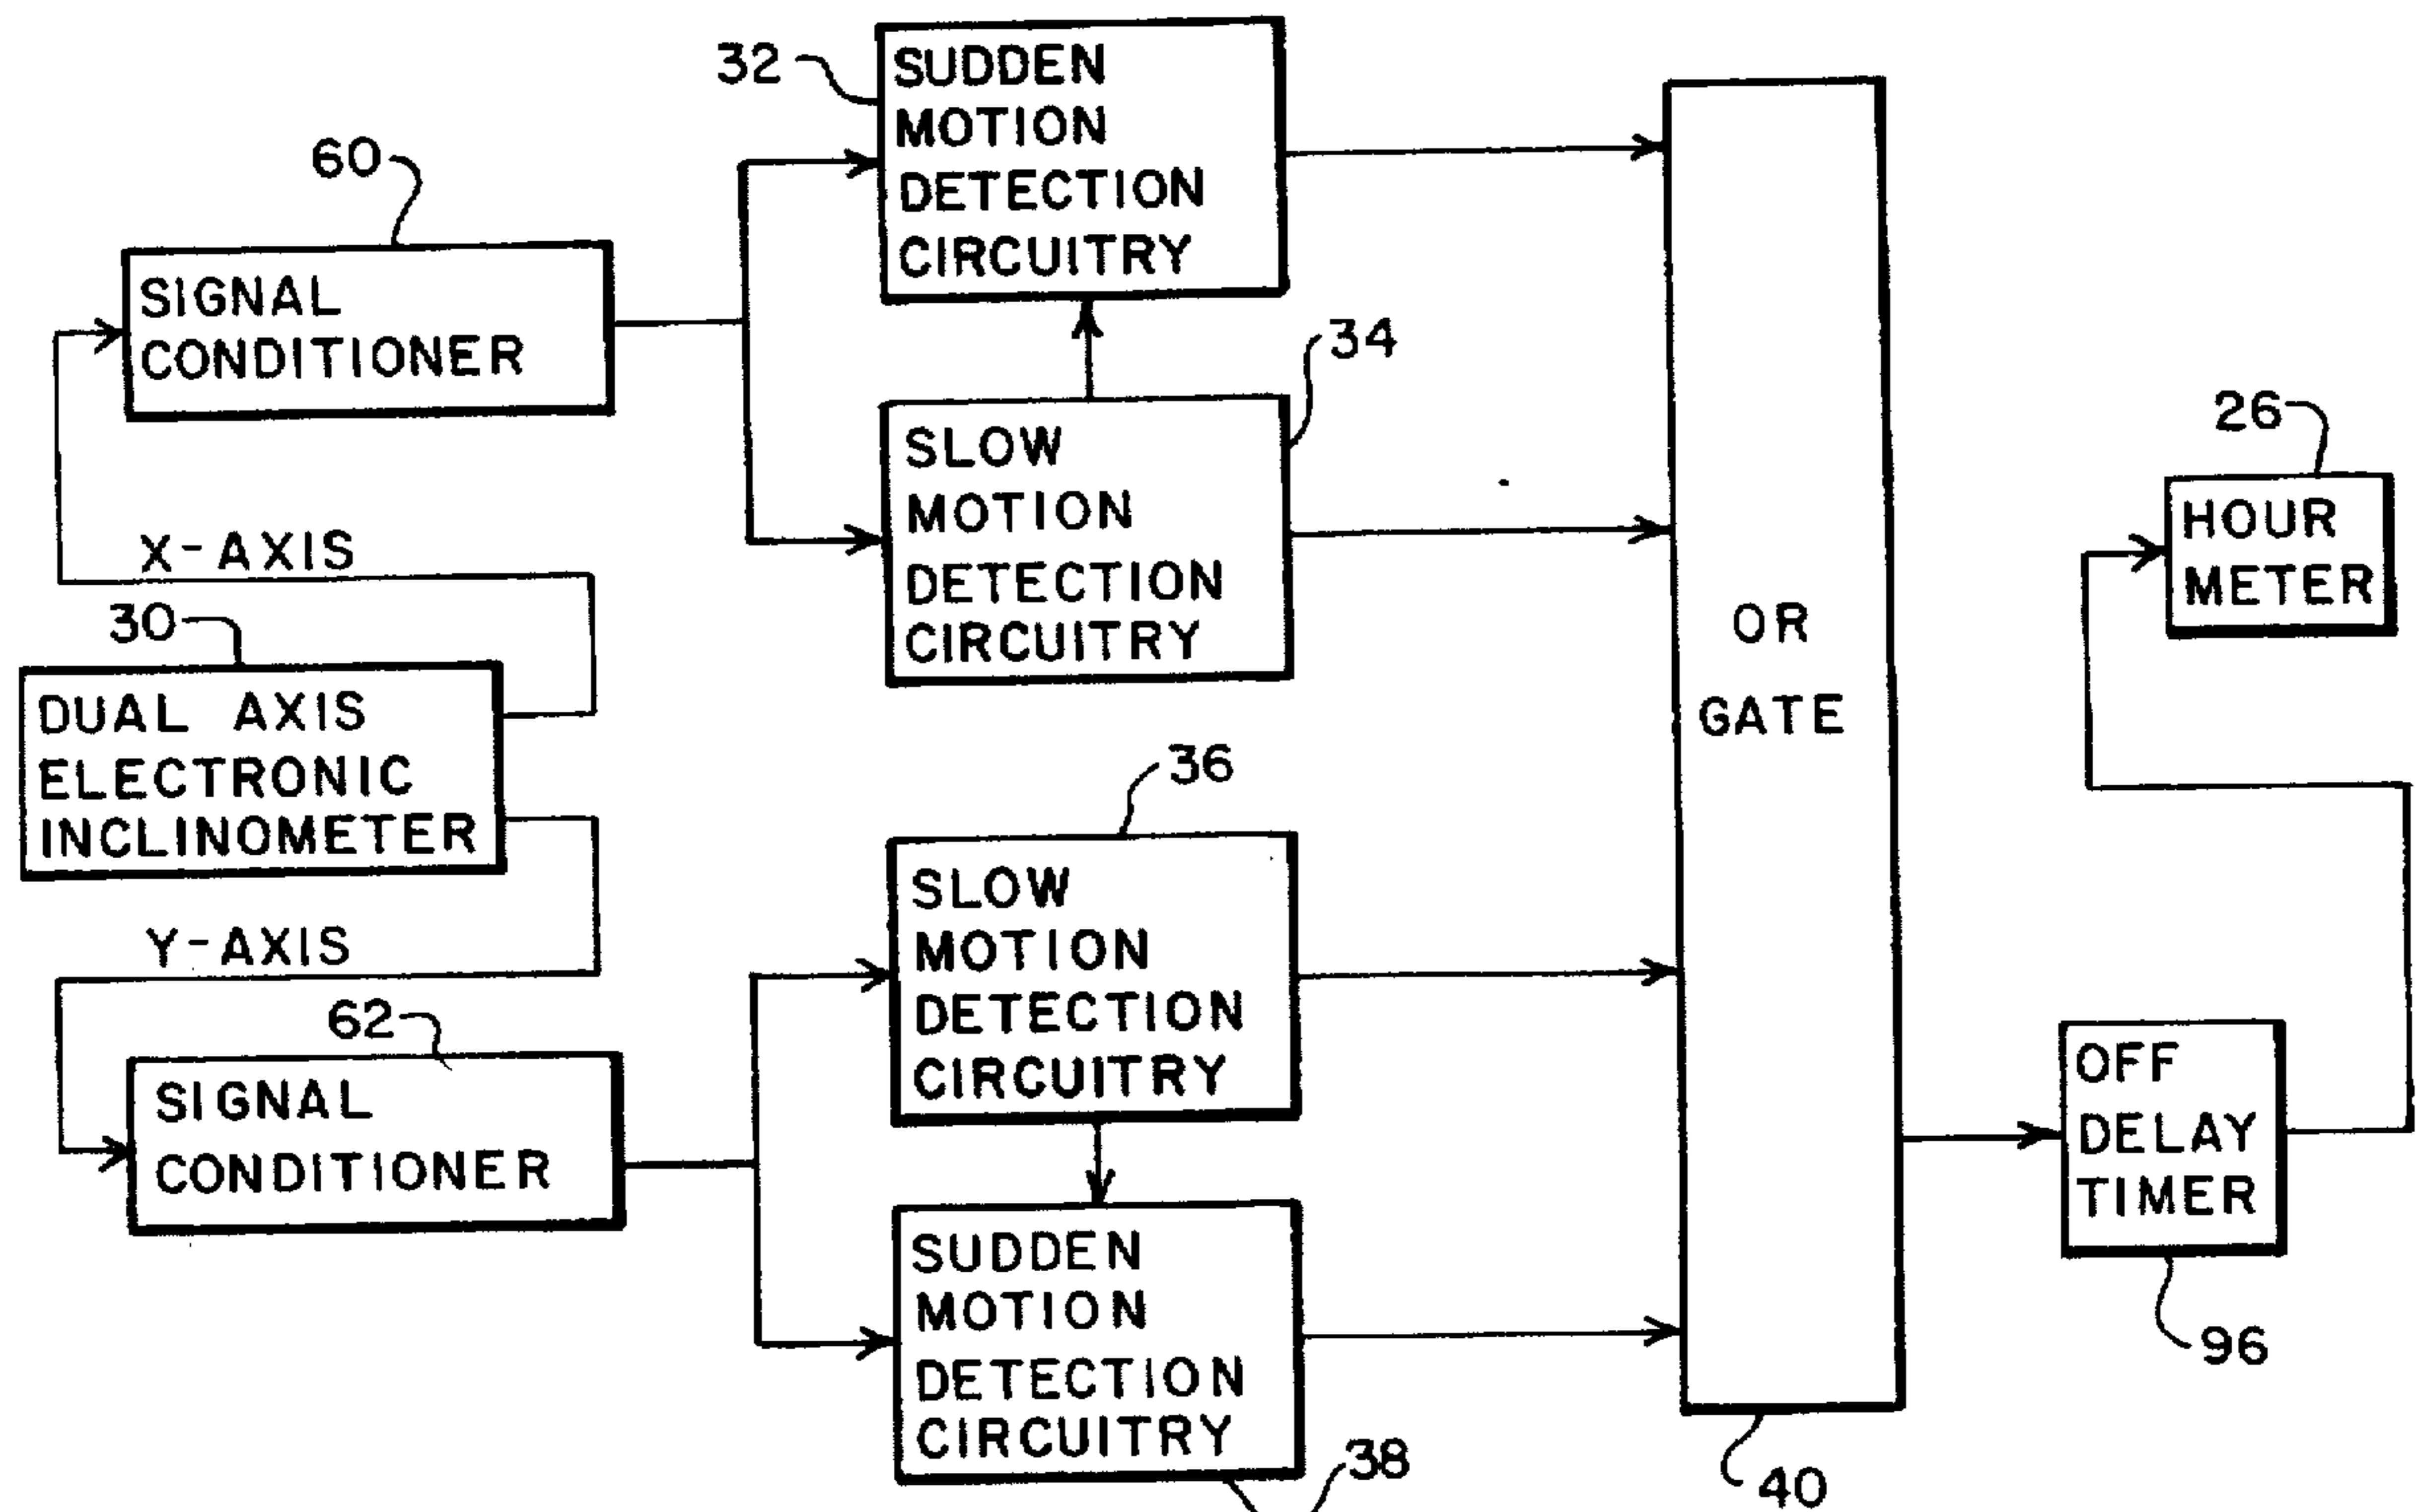 32
SUDDEN
MOTION
DETECTION
CIRCUITRY
60
SIGNAL
CONDITIONER
34
SLOW
MOTION
DETECTION
CIRCUITRY
X-AXIS
30
DUAL AXIS
ELECTRONIC
INCLINOMETER
Y-AXIS
62
SIGNAL
CONDITIONER
36
SLOW
MOTION
DETECTION
CIRCUITRY
SUDDEN
MOTION
DETECTION
CIRCUITRY
38
OR
GATE
40
26
HOUR
METER
OFF
DELAY
TIMER
96